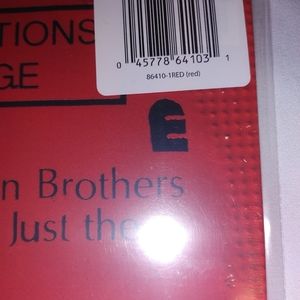 0 45778 64103 1
86410-1RED (red)
TIONS
GE
E
n Brothers
Just the